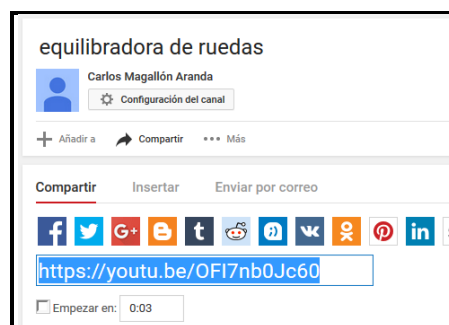 equilibradora de ruedas
Carlos Magallón Aranda
Configuración del canal
Añadir a Compartir Más
Compartir Insertar Enviar por correo
https://youtu.be/OFI7nb0Jc60
Empezar en: 0:03